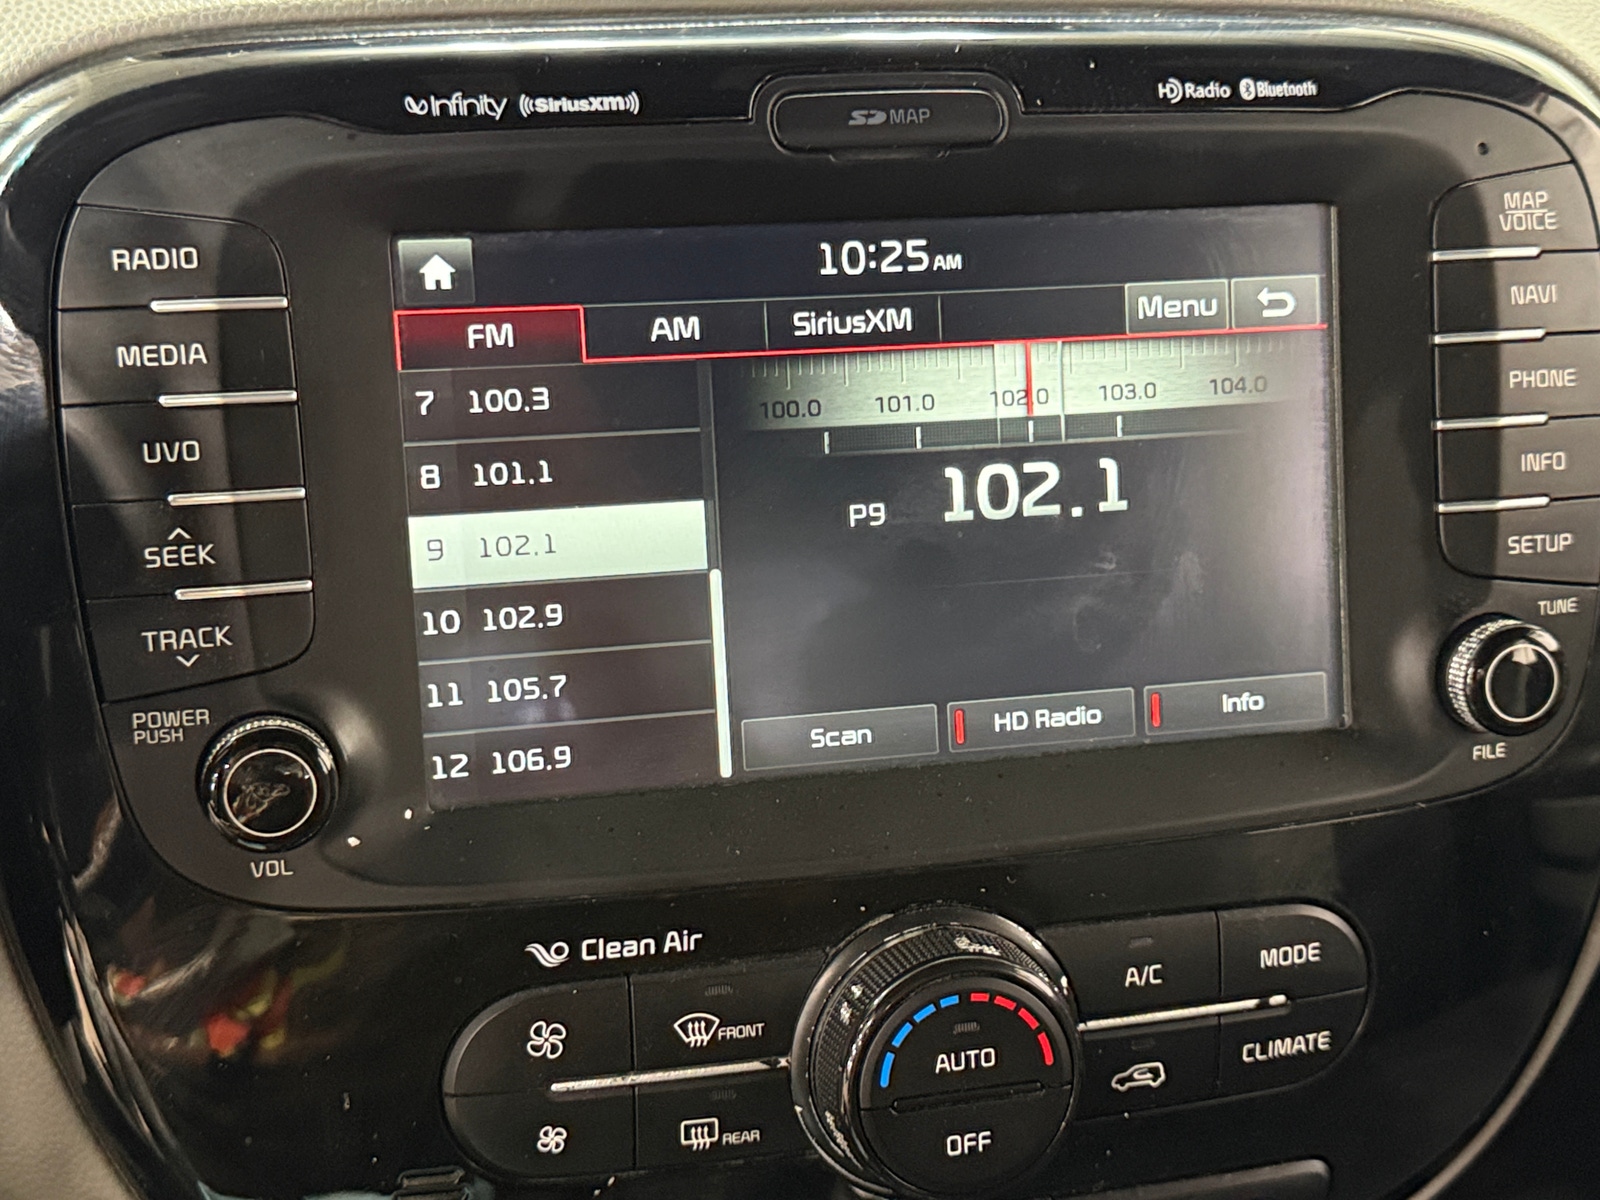 Infinity ((SiriusXM))
SD MAP
HD Radio Bluetooth
RADIO
MEDIA
UVO
SEEK
TRACK
POWER
PUSH
VOL
10:25 AM
FM AM SiriusXM Menu
7 100.3
8 101.1
9 102.1
10 102.9
11 105.7
12 106.9
100.0 101.0 102.0 103.0 104.0
P9 102.1
Scan HD Radio Info
MAP
VOICE
NAVI
PHONE
INFO
SETUP
TUNE
FILE
Clean Air
FRONT
REAR
AUTO
OFF
A/C
MODE
CLIMATE